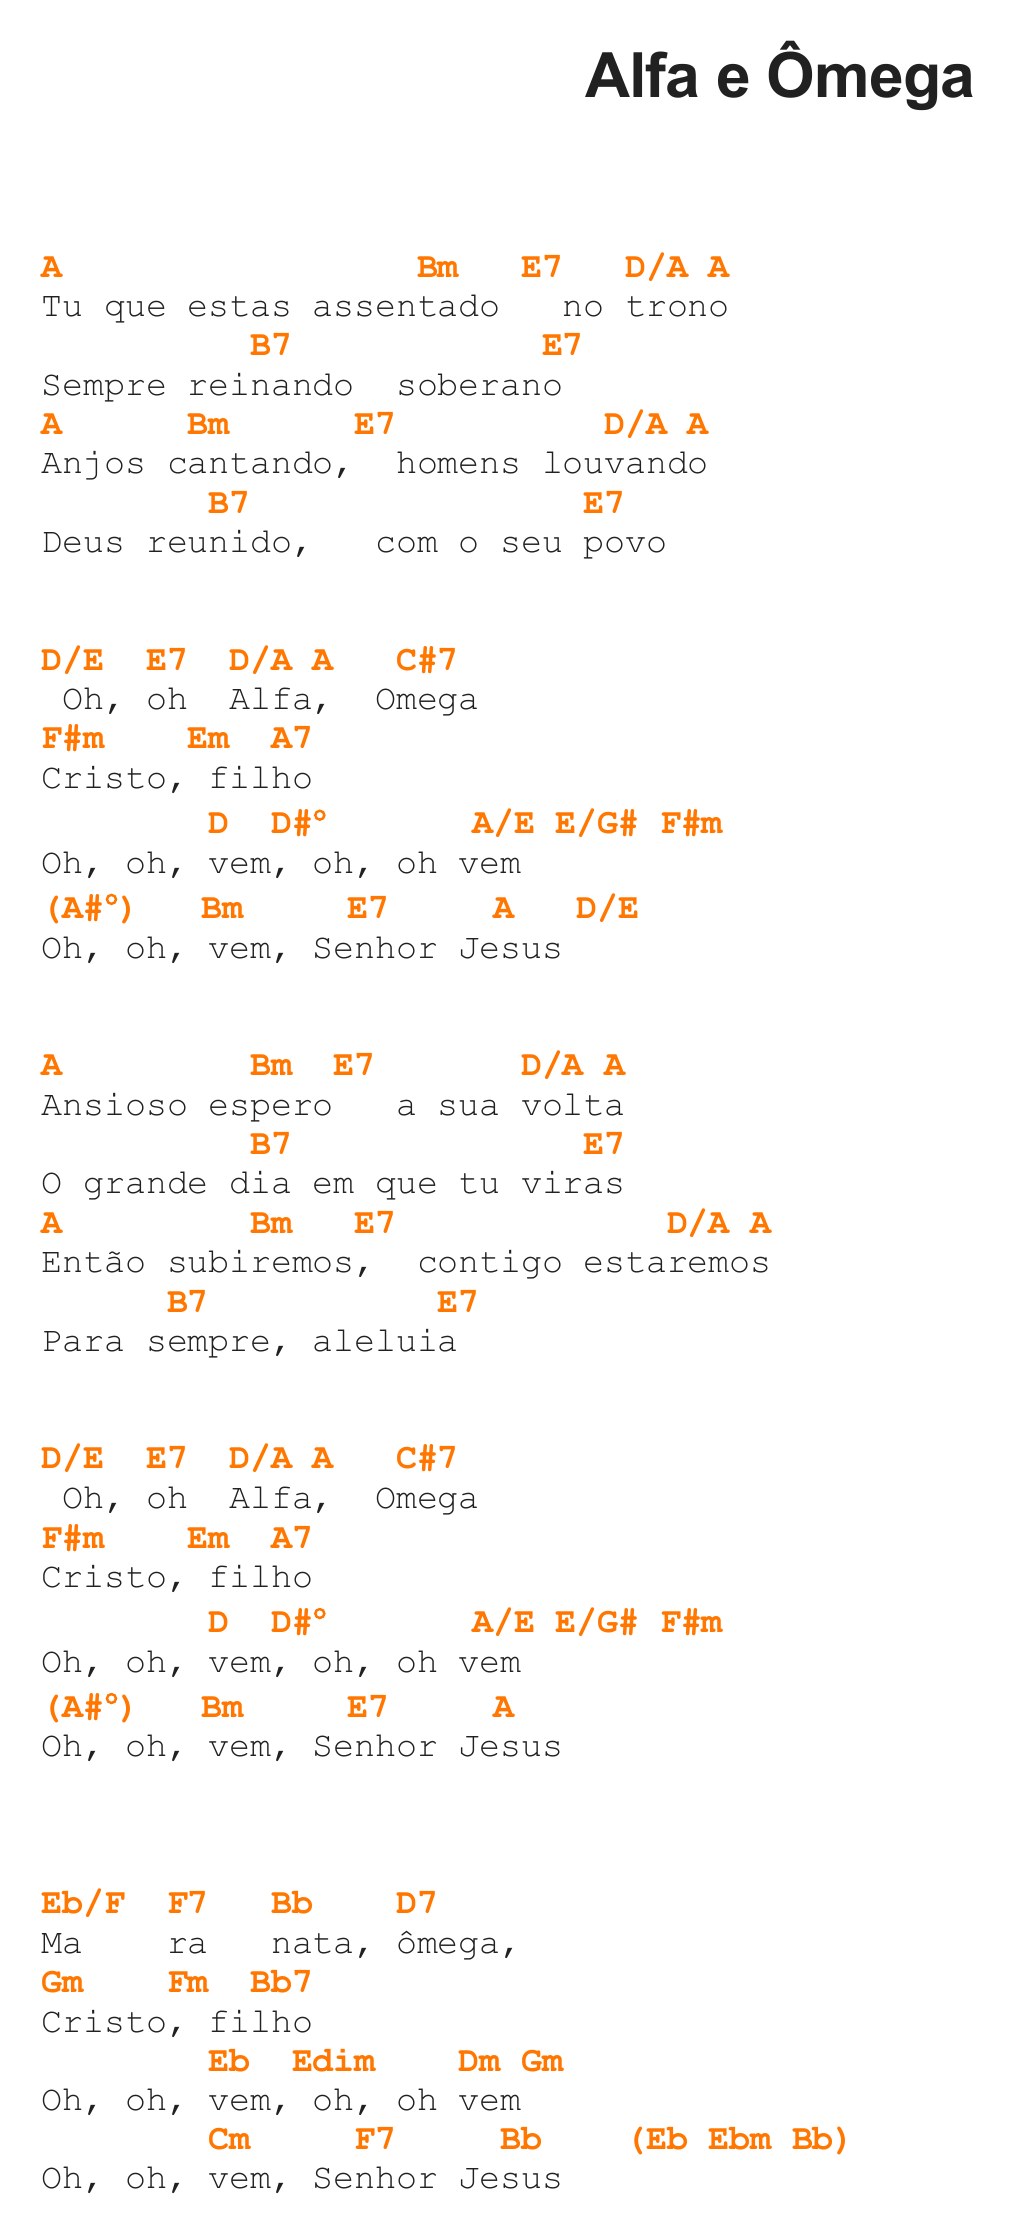 Alfa e Ômega
A                 Bm   E7   D/A A
Tu que estas assentado   no trono
          B7            E7
Sempre reinando  soberano
A      Bm      E7          D/A A
Anjos cantando,  homens louvando
        B7                E7
Deus reunido,   com o seu povo
D/E  E7  D/A A   C#7
 Oh, oh  Alfa,  Omega
F#m    Em  A7
Cristo, filho
        D  D#°       A/E E/G# F#m
Oh, oh, vem, oh, oh vem
(A#°)   Bm     E7     A   D/E
Oh, oh, vem, Senhor Jesus
A         Bm  E7       D/A A
Ansioso espero   a sua volta
          B7              E7
O grande dia em que tu viras
A         Bm   E7             D/A A
Então subiremos,  contigo estaremos
      B7           E7
Para sempre, aleluia
D/E  E7  D/A A   C#7
 Oh, oh  Alfa,  Omega
F#m    Em  A7
Cristo, filho
        D  D#°       A/E E/G# F#m
Oh, oh, vem, oh, oh vem
(A#°)   Bm     E7     A
Oh, oh, vem, Senhor Jesus
Eb/F  F7   Bb    D7
Ma    ra   nata, ômega,
Gm    Fm  Bb7
Cristo, filho
        Eb  Edim    Dm Gm
Oh, oh, vem, oh, oh vem
        Cm     F7     Bb    (Eb Ebm Bb)
Oh, oh, vem, Senhor Jesus